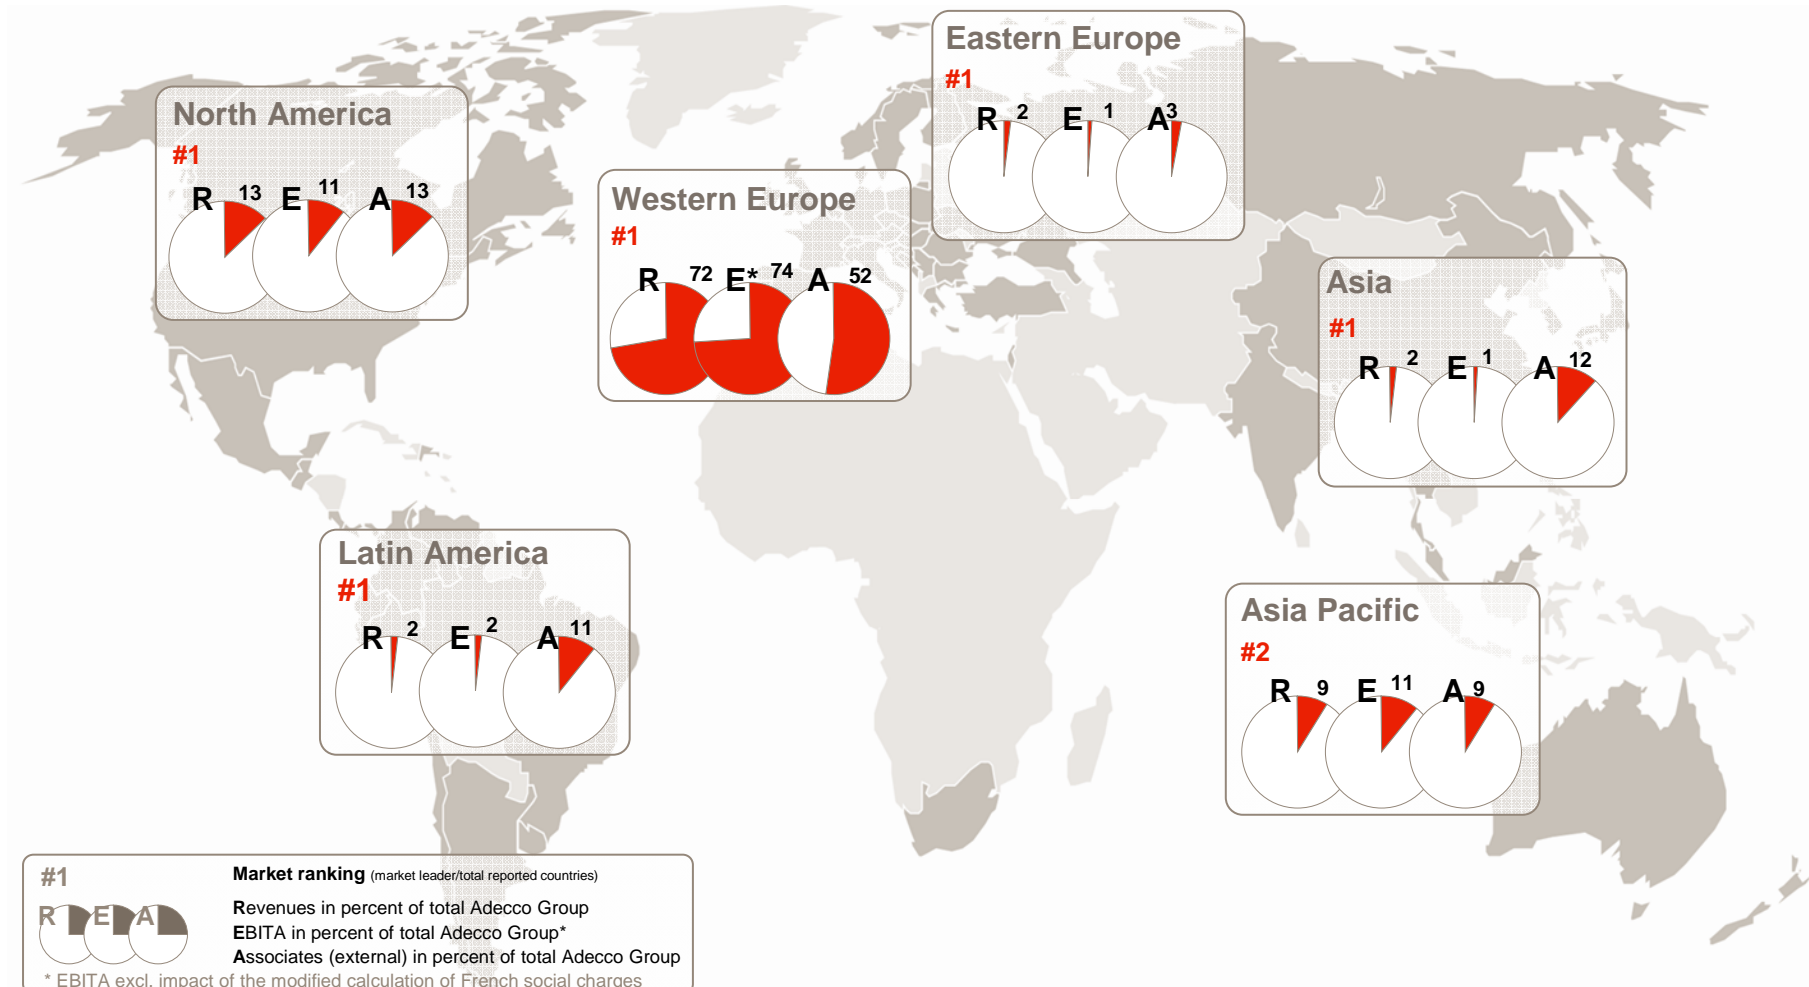 Eastern Europe
#1
R 2 E 1 A 3
North America
#1
R 13 E 11 A 13
Western Europe
#1
R 72 E* 74 A 52
Asia
#1
R 2 E 1 A 12
Latin America
#1
R 2 E 2 A 11
Asia Pacific
#2
R 9 E 11 A 9
#1 Market ranking (market leader/total reported countries)
R E A
Revenues in percent of total Adecco Group
EBITA in percent of total Adecco Group*
Associates (external) in percent of total Adecco Group
* EBITA excl. impact of the modified calculation of French social charges